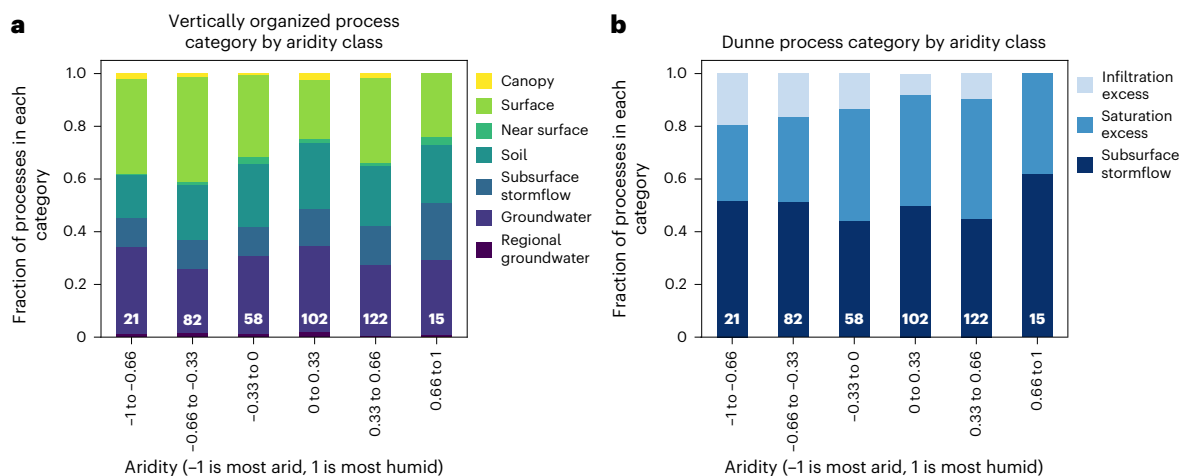 a
Vertically organized process
category by aridity class
Fraction of processes in each
category
1.0
0.8
0.6
0.4
0.2
0
21
82
58
102
122
15
–1 to –0.66
–0.66 to –0.33
–0.33 to 0
0 to 0.33
0.33 to 0.66
0.66 to 1
Aridity (–1 is most arid, 1 is most humid)
Canopy
Surface
Near surface
Soil
Subsurface
stormflow
Groundwater
Regional
groundwater
b
Dunne process category by aridity class
Fraction of processes in each
category
1.0
0.8
0.6
0.4
0.2
0
21
82
58
102
122
15
–1 to –0.66
–0.66 to –0.33
–0.33 to 0
0 to 0.33
0.33 to 0.66
0.66 to 1
Aridity (–1 is most arid, 1 is most humid)
Infiltration
excess
Saturation
excess
Subsurface
stormflow